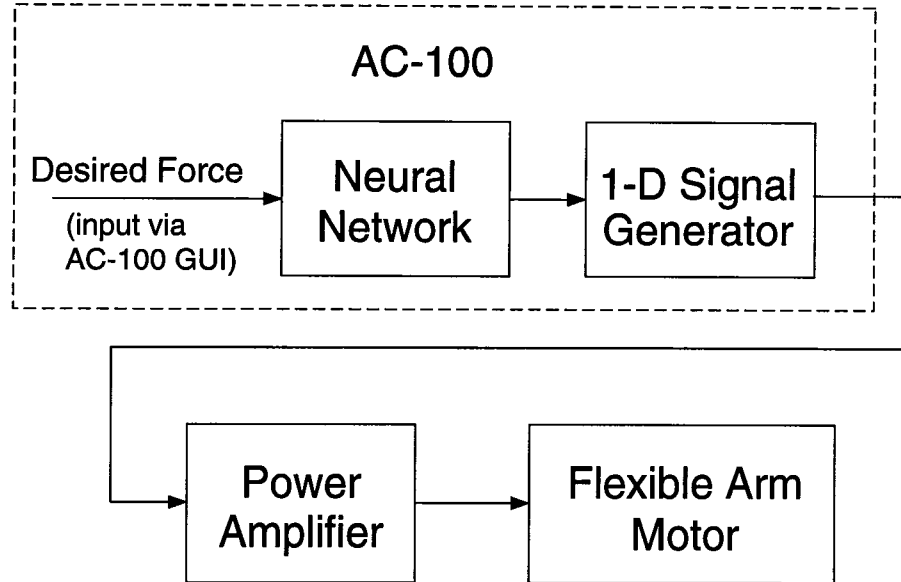 AC-100
Desired Force
(input via
AC-100 GUI)
Neural
Network
1-D Signal
Generator
Power
Amplifier
Flexible Arm
Motor